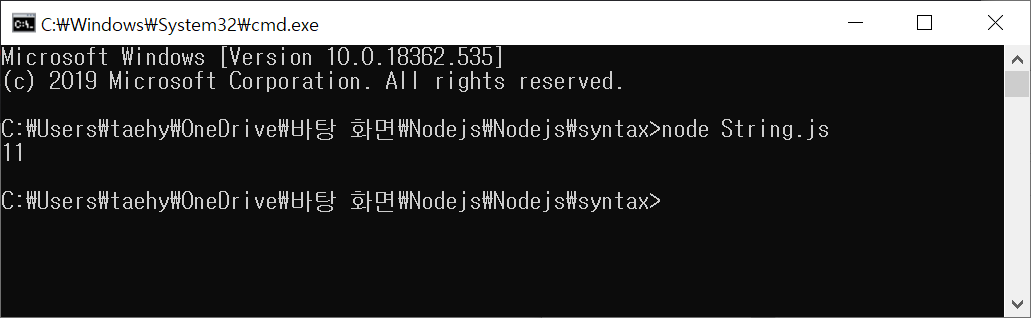 C:₩Windows₩System32₩cmd.exe
Microsoft Windows [Version 10.0.18362.535]
(c) 2019 Microsoft Corporation. All rights reserved.
C:₩Users₩taehy₩OneDrive₩바탕 화면₩Nodejs₩Nodejs₩syntax>node String.js
11
C:₩Users₩taehy₩OneDrive₩바탕 화면₩Nodejs₩Nodejs₩syntax>